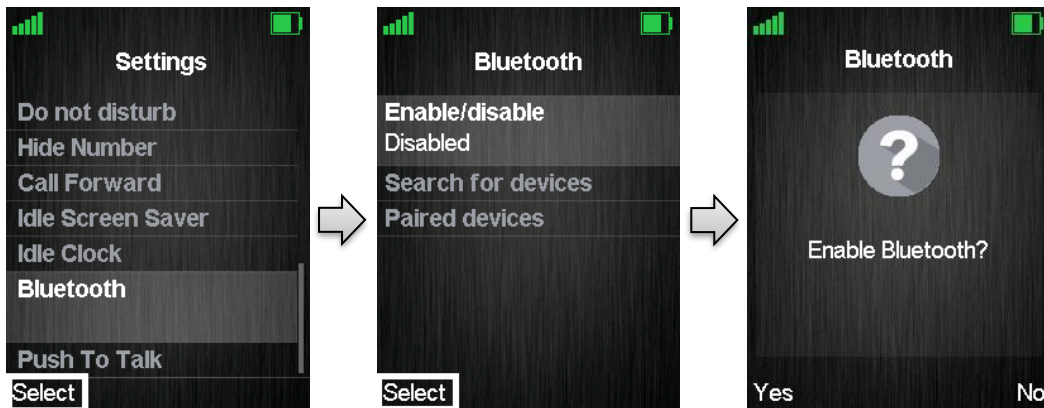 Settings
Do not disturb
Hide Number
Call Forward
Idle Screen Saver
Idle Clock
Bluetooth
Push To Talk
Select
Bluetooth
Enable/disable
Disabled
Search for devices
Paired devices
Select
Bluetooth
?
Enable Bluetooth?
Yes No